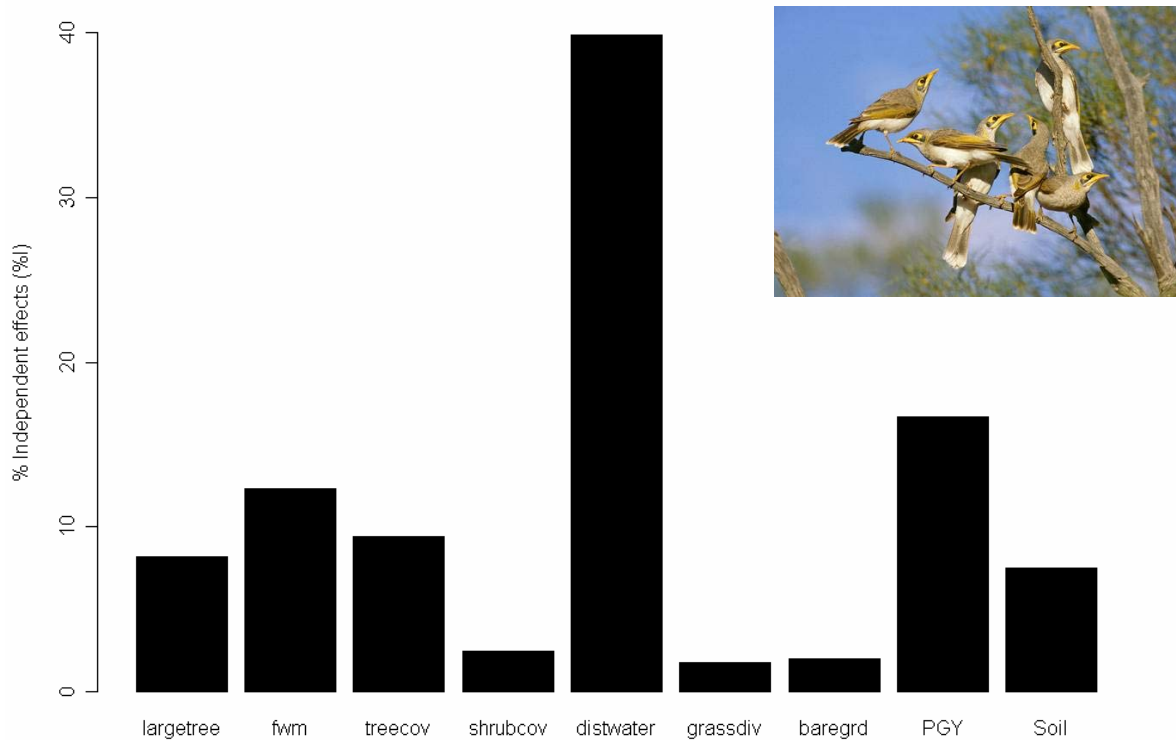 % Independent effects (%I)
40
30
20
10
0
largetree fwm treecov shrubcov distwater grassdiv baregrd PGY Soil